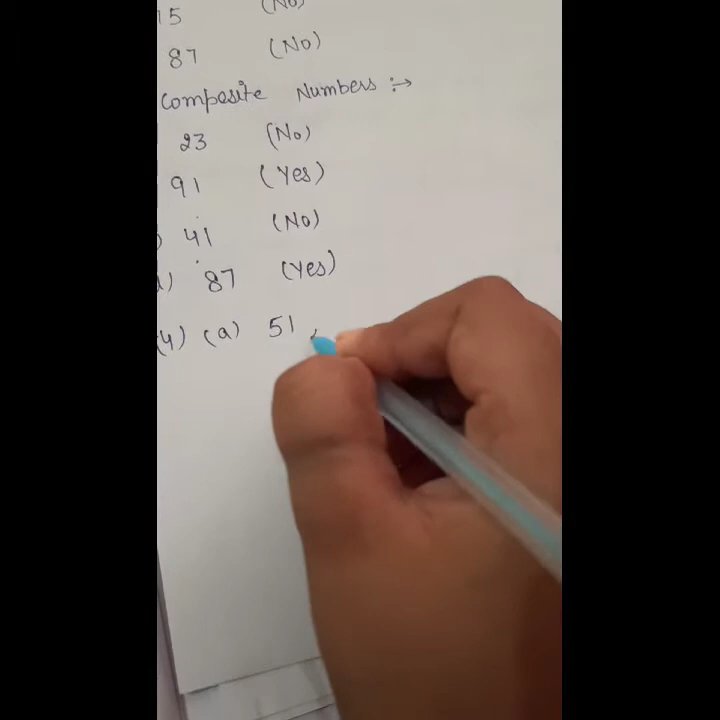 15 (No)
87 (No)
Composite Numbers :→
23 (No)
91 (Yes)
) 41 (No)
d) 87 (Yes)
(4) (a) 51 ,